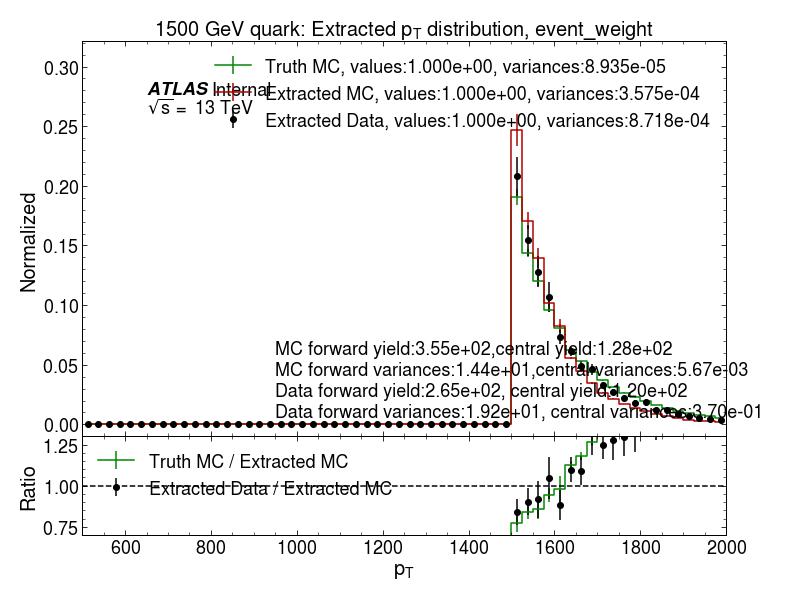 1500 GeV quark: Extracted pT distribution, event_weight
Truth MC, values:1.000e+00, variances:8.935e-05
ATLAS Internal
Extracted MC, values:1.000e+00, variances:3.575e-04
√s = 13 TeV
Extracted Data, values:1.000e+00, variances:8.718e-04
0.30
0.25
0.20
0.15
0.10
0.05
0.00
Normalized
MC forward yield:3.55e+02,central yield:1.28e+02
MC forward variances:1.44e+01,central variances:5.67e-03
Data forward yield:2.65e+02, central yield:1.20e+02
Data forward variances:1.92e+01, central variances:3.70e-01
1.25
1.00
0.75
Ratio
Truth MC / Extracted MC
Extracted Data / Extracted MC
600 800 1000 1200 1400 1600 1800 2000
pT